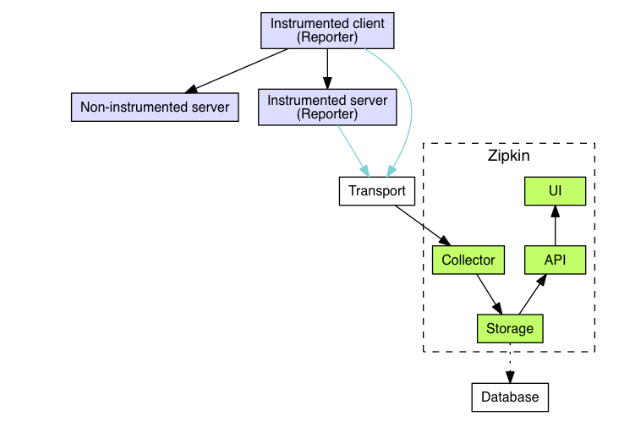 Instrumented client
(Reporter)
Non-instrumented server
Instrumented server
(Reporter)
Zipkin
Transport
UI
Collector
API
Storage
Database